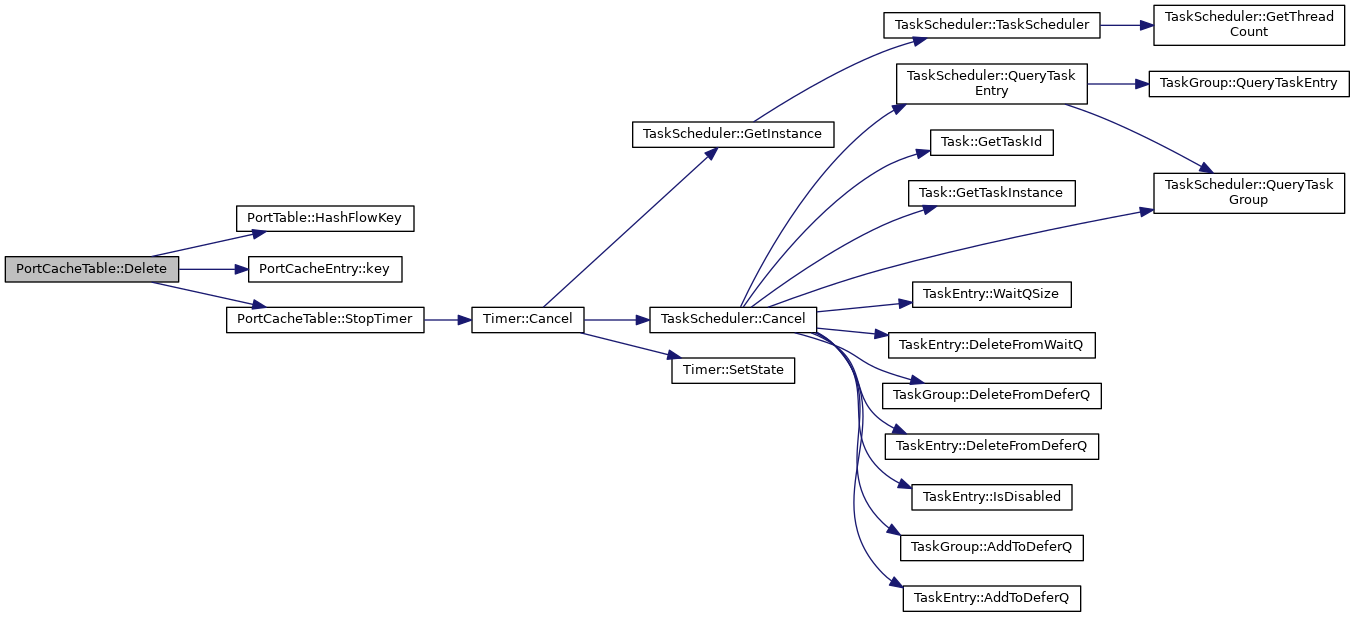 TaskScheduler::TaskScheduler
TaskScheduler::GetThread
Count
TaskScheduler::QueryTask
Entry
TaskGroup::QueryTaskEntry
TaskScheduler::GetInstance
Task::GetTaskId
Task::GetTaskInstance
TaskScheduler::QueryTask
Group
PortTable::HashFlowKey
PortCacheTable::Delete
PortCacheEntry::key
PortCacheTable::StopTimer
Timer::Cancel
TaskScheduler::Cancel
Timer::SetState
TaskEntry::WaitQSize
TaskEntry::DeleteFromWaitQ
TaskGroup::DeleteFromDeferQ
TaskEntry::DeleteFromDeferQ
TaskEntry::IsDisabled
TaskGroup::AddToDeferQ
TaskEntry::AddToDeferQ